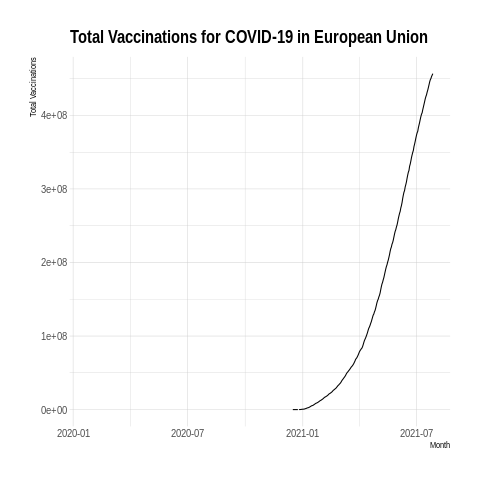 Total Vaccinations for COVID-19 in European Union
Total Vaccinations
4e+08
3e+08
2e+08
1e+08
0e+00
2020-01
2020-07
2021-01
2021-07
Month